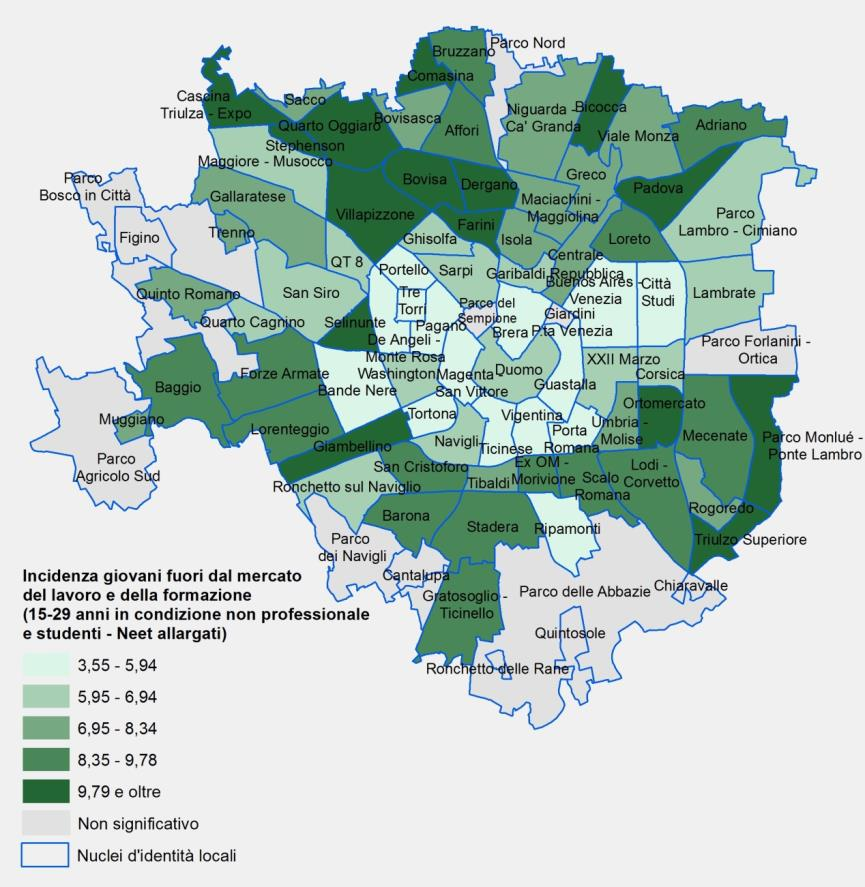 Bruzzano
Parco Nord
Comasina
Cascina
Triulza - Expo
Sacco
Quarto Oggiaro
Bovisasca
Affori
Niguarda -
Ca' Granda
Bicocca
Viale Monza
Adriano
Stephenson
Maggiore - Musocco
Parco
Bosco in Città
Gallaratese
Bovisa
Dergano
Greco
Padova
Maciachini -
Maggiolina
Villapizzone
Parco
Lambro - Cimiano
Figino
Trenno
Farini
Ghisolfa
Isola
Loreto
Centrale
QT 8
Portello
Sarpi
Garibaldi Repubblica
Buenos Aires -
Venezia
Città
Studi
Lambrate
Quinto Romano
San Siro
Tre
Torri
Parco del
Sempione
Giardini
P.ta Venezia
Quarto Cagnino
Selinunte
Pagano
Brera
De Angeli -
Monte Rosa
Parco Forlanini -
Ortica
XXII Marzo
Corsica
Baggio
Forze Armate
Washington
Magenta
San Vittore
Duomo
Guastalla
Bande Nere
Ortomercato
Muggiano
Lorenteggio
Tortona
Vigentina
Umbria -
Molise
Mecenate
Parco Monlué -
Ponte Lambro
Giambellino
Navigli
Ticinese
Porta
Romana
Parco
Agricolo Sud
San Cristoforo
Ex OM -
Morivione
Lodi -
Corvetto
Ronchetto sul Naviglio
Tibaldi
Scalo
Romana
Rogoredo
Barona
Stadera
Ripamonti
Triulzo Superiore
Parco
dei Navigli
Cantalupa
Chiaravalle
Gratosoglio -
Ticinello
Parco delle Abbazie
Quintosole
Ronchetto delle Rane
Incidenza giovani fuori dal mercato
del lavoro e della formazione
(15-29 anni in condizione non professionale
e studenti - Neet allargati)
3,55 - 5,94
5,95 - 6,94
6,95 - 8,34
8,35 - 9,78
9,79 e oltre
Non significativo
Nuclei d'identità locali